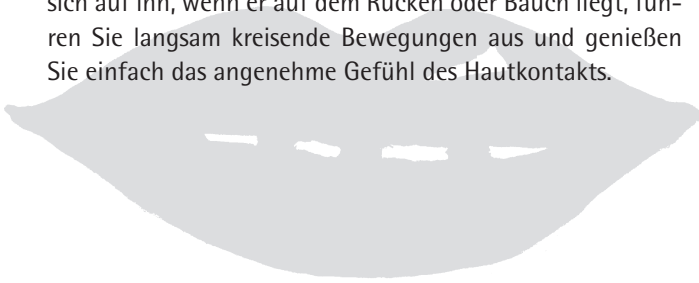 sich auf ihn, wenn er auf dem Rücken oder Bauch liegt, füh-
ren Sie langsam kreisende Bewegungen aus und genießen
Sie einfach das angenehme Gefühl des Hautkontakts.